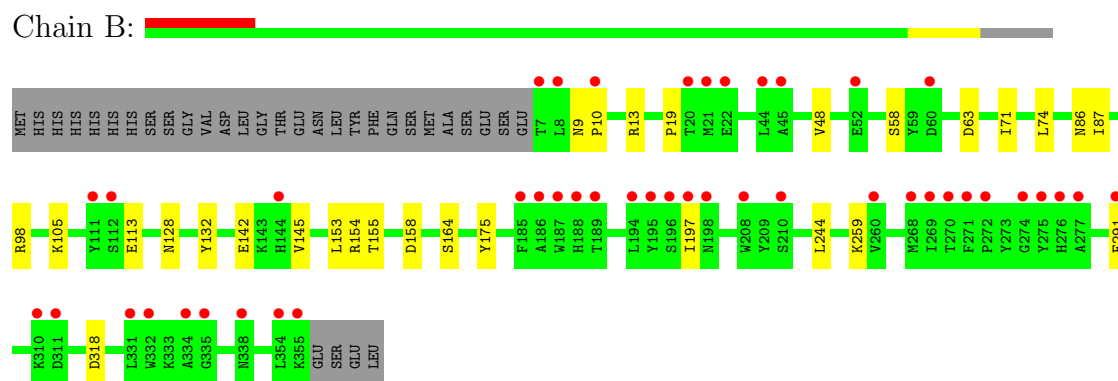 Chain B:
MET HIS HIS HIS HIS HIS HIS SER SER GLY VAL ASP LEU GLY THR GLU ASN LEU TYR PHE GLN SER MET ALA SER GLU SER GLU T7 L8 N9 P10 R13 P19 T20 M21 E22 L44 A45 V48 E52 S58 Y59 D60 D63 I71 L74 N86 I87
R98 K105 Y111 S112 E113 N128 Y132 E142 K143 H144 V145 L153 R154 T155 D158 S164 Y175 F185 A186 W187 H188 T189 L194 Y195 S196 I197 N198 W208 Y209 S210 L244 K259 V260 M268 I269 T270 F271 P272 Y273 G274 Y275 H276 A277
K310 D311 D318 L331 W332 K333 A334 G335 N338 L354 K355 GLU SER GLU LEU